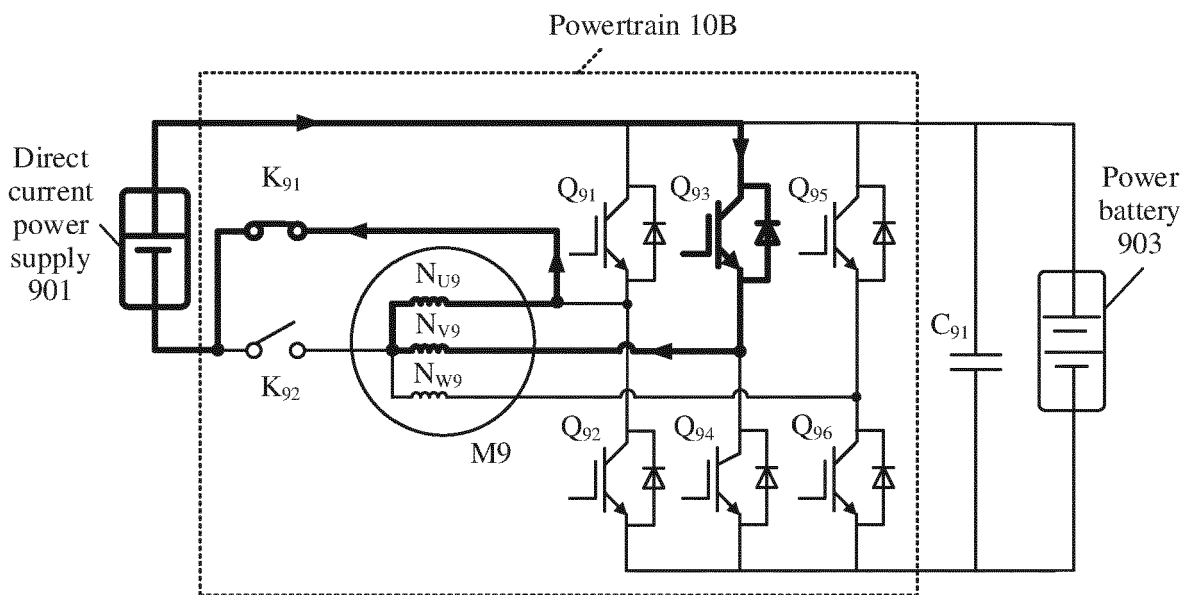 Powertrain 10B
Direct
current
power
supply
901
K91
Q91
Q93
Q95
Power
battery
903
NU9
NV9
NW9
K92
M9
C91
Q92
Q94
Q96